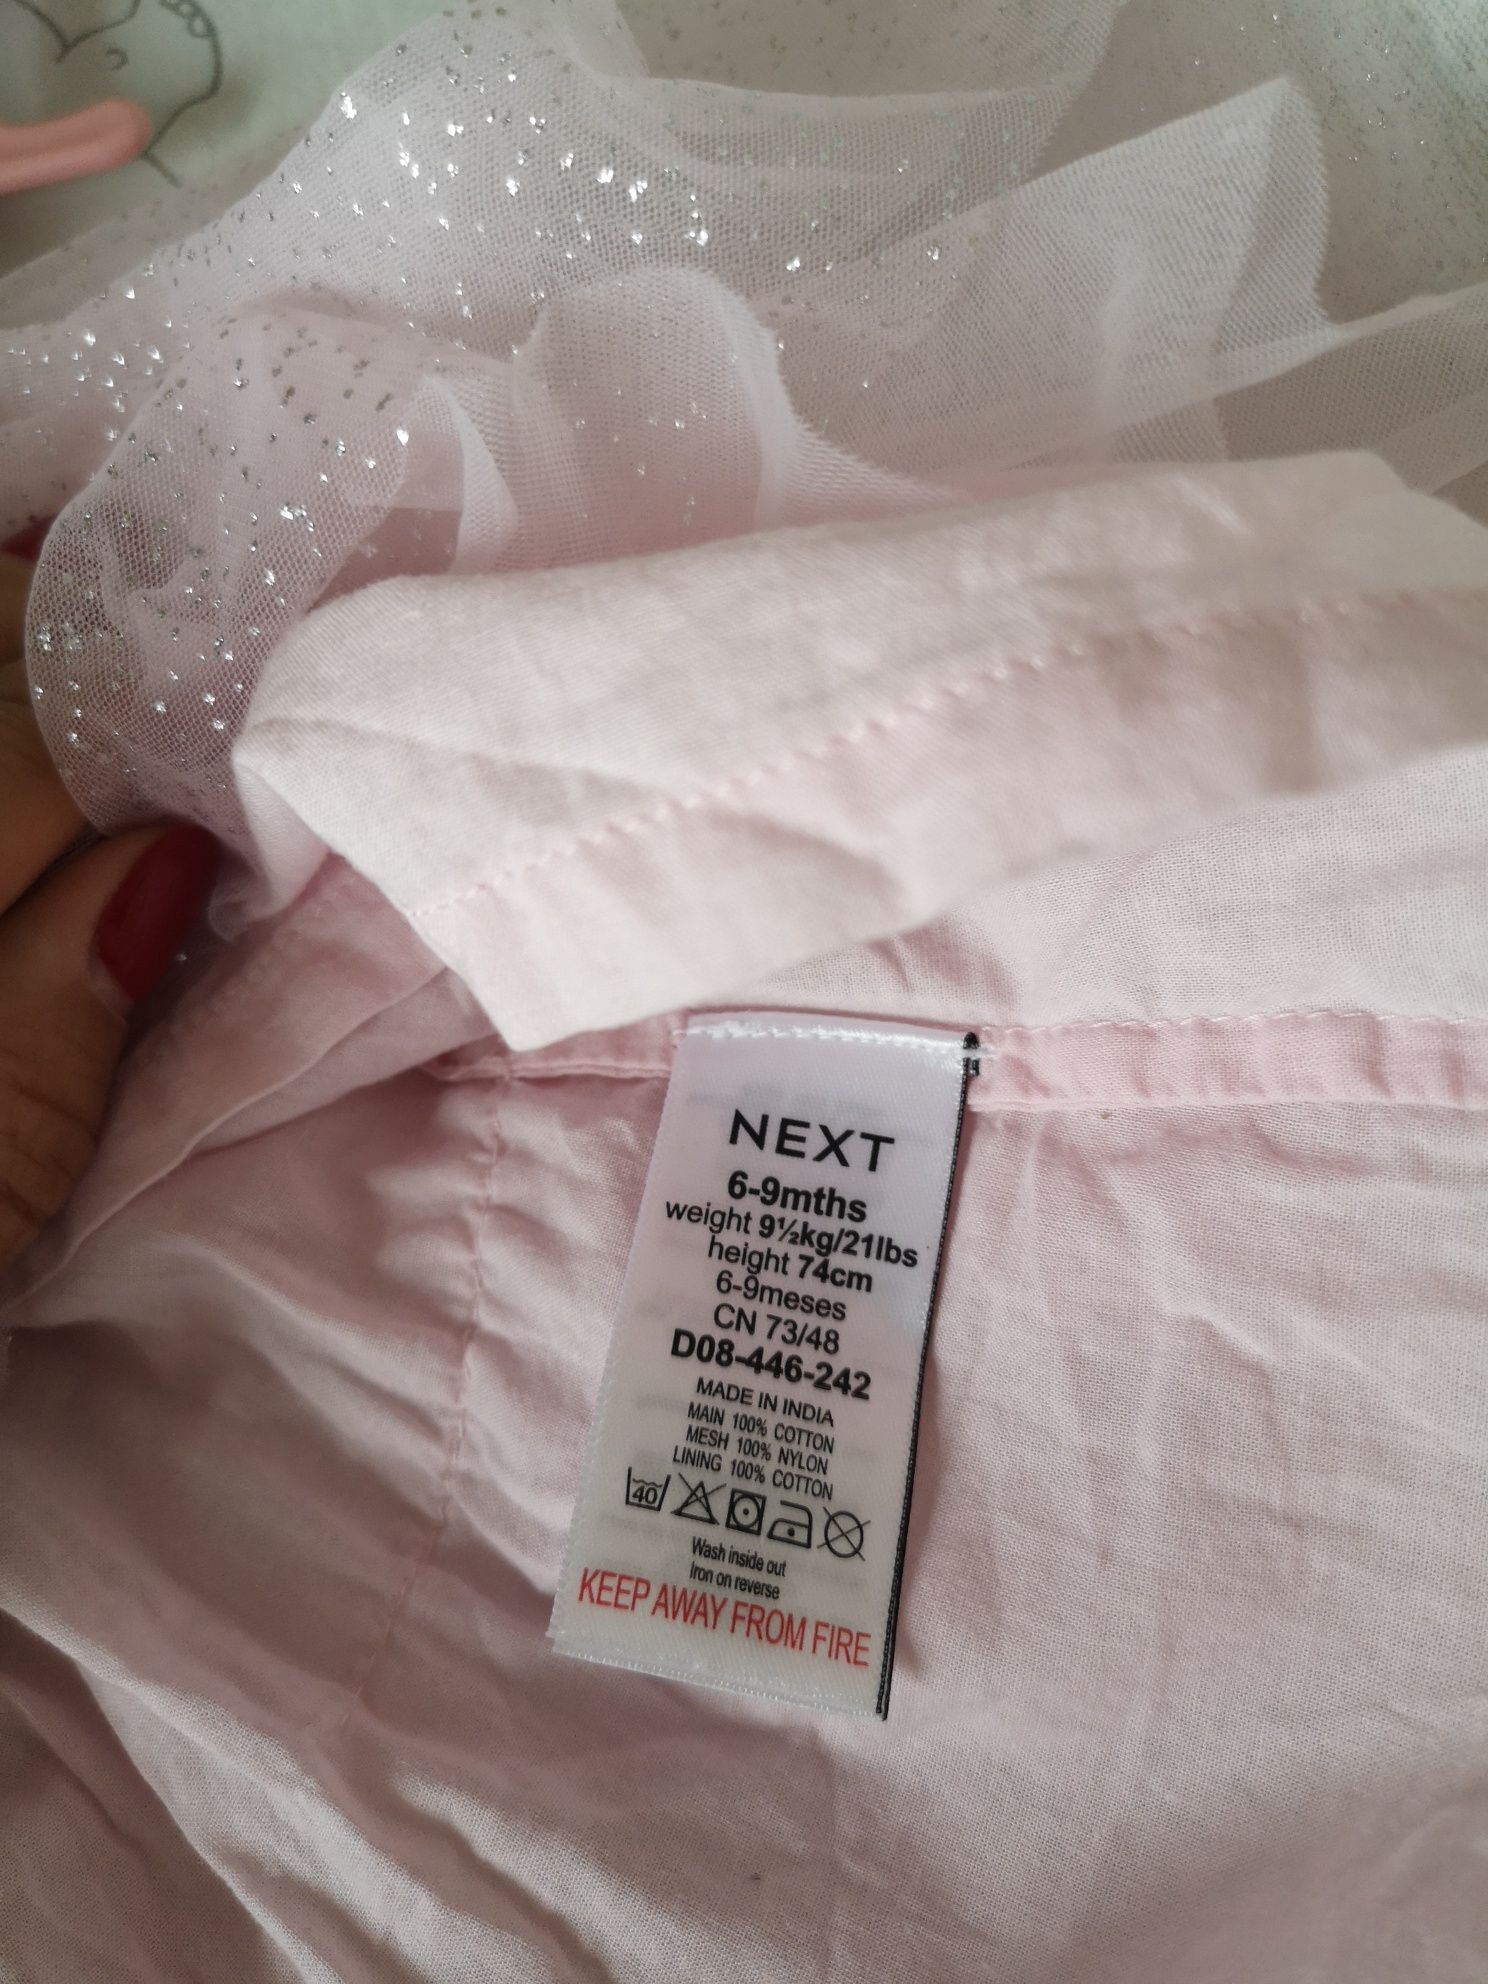 NEXT
6-9mths
weight 9½kg/21lbs
height 74cm
6-9meses
CN 73/48
D08-446-242
MADE IN INDIA
MAIN 100% COTTON
MESH 100% NYLON
LINING 100% COTTON
40
Wash inside out
Iron on reverse
KEEP AWAY FROM FIRE